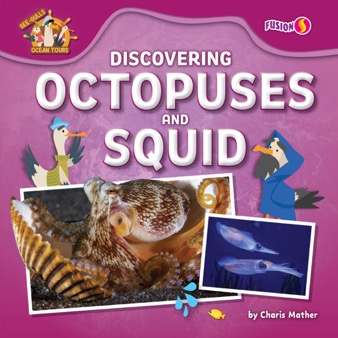 SEE-GULLS
OCEAN TOURS
FUSION
DISCOVERING
OCTOPUSES
AND
SQUID
by Charis Mather